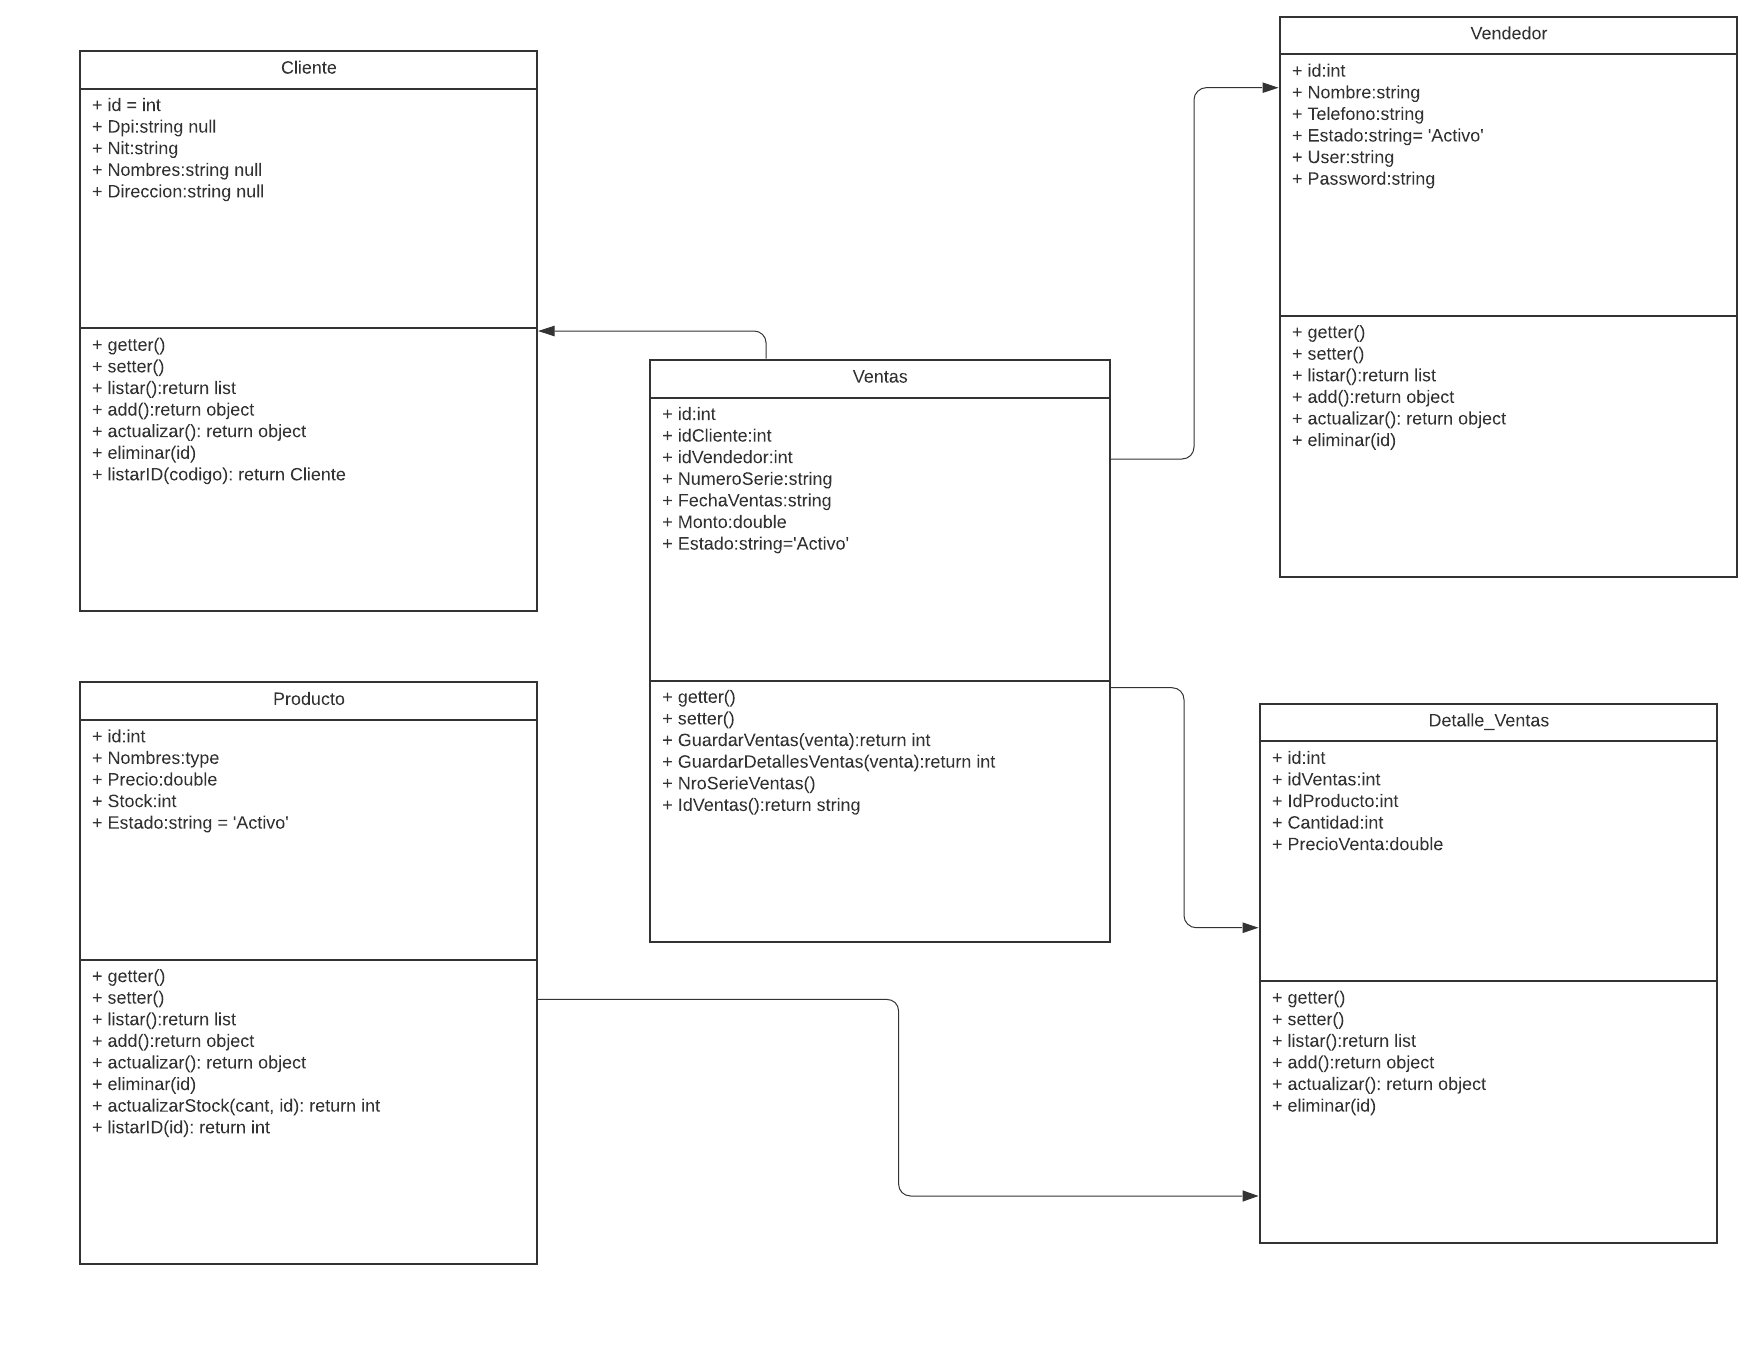 Cliente
+ id = int
+ Dpi:string null
+ Nit:string
+ Nombres:string null
+ Direccion:string null
+ getter()
+ setter()
+ listar():return list
+ add():return object
+ actualizar(): return object
+ eliminar(id)
+ listarID(codigo): return Cliente
Vendedor
+ id:int
+ Nombre:string
+ Telefono:string
+ Estado:string= 'Activo'
+ User:string
+ Password:string
+ getter()
+ setter()
+ listar():return list
+ add():return object
+ actualizar(): return object
+ eliminar(id)
Ventas
+ id:int
+ idCliente:int
+ idVendedor:int
+ NumeroSerie:string
+ FechaVentas:string
+ Monto:double
+ Estado:string='Activo'
+ getter()
+ setter()
+ GuardarVentas(venta):return int
+ GuardarDetallesVentas(venta):return int
+ NroSerieVentas()
+ IdVentas():return string
Producto
+ id:int
+ Nombres:type
+ Precio:double
+ Stock:int
+ Estado:string = 'Activo'
+ getter()
+ setter()
+ listar():return list
+ add():return object
+ actualizar(): return object
+ eliminar(id)
+ actualizarStock(cant, id): return int
+ listarID(id): return int
Detalle_Ventas
+ id:int
+ idVentas:int
+ IdProducto:int
+ Cantidad:int
+ PrecioVenta:double
+ getter()
+ setter()
+ listar():return list
+ add():return object
+ actualizar(): return object
+ eliminar(id)